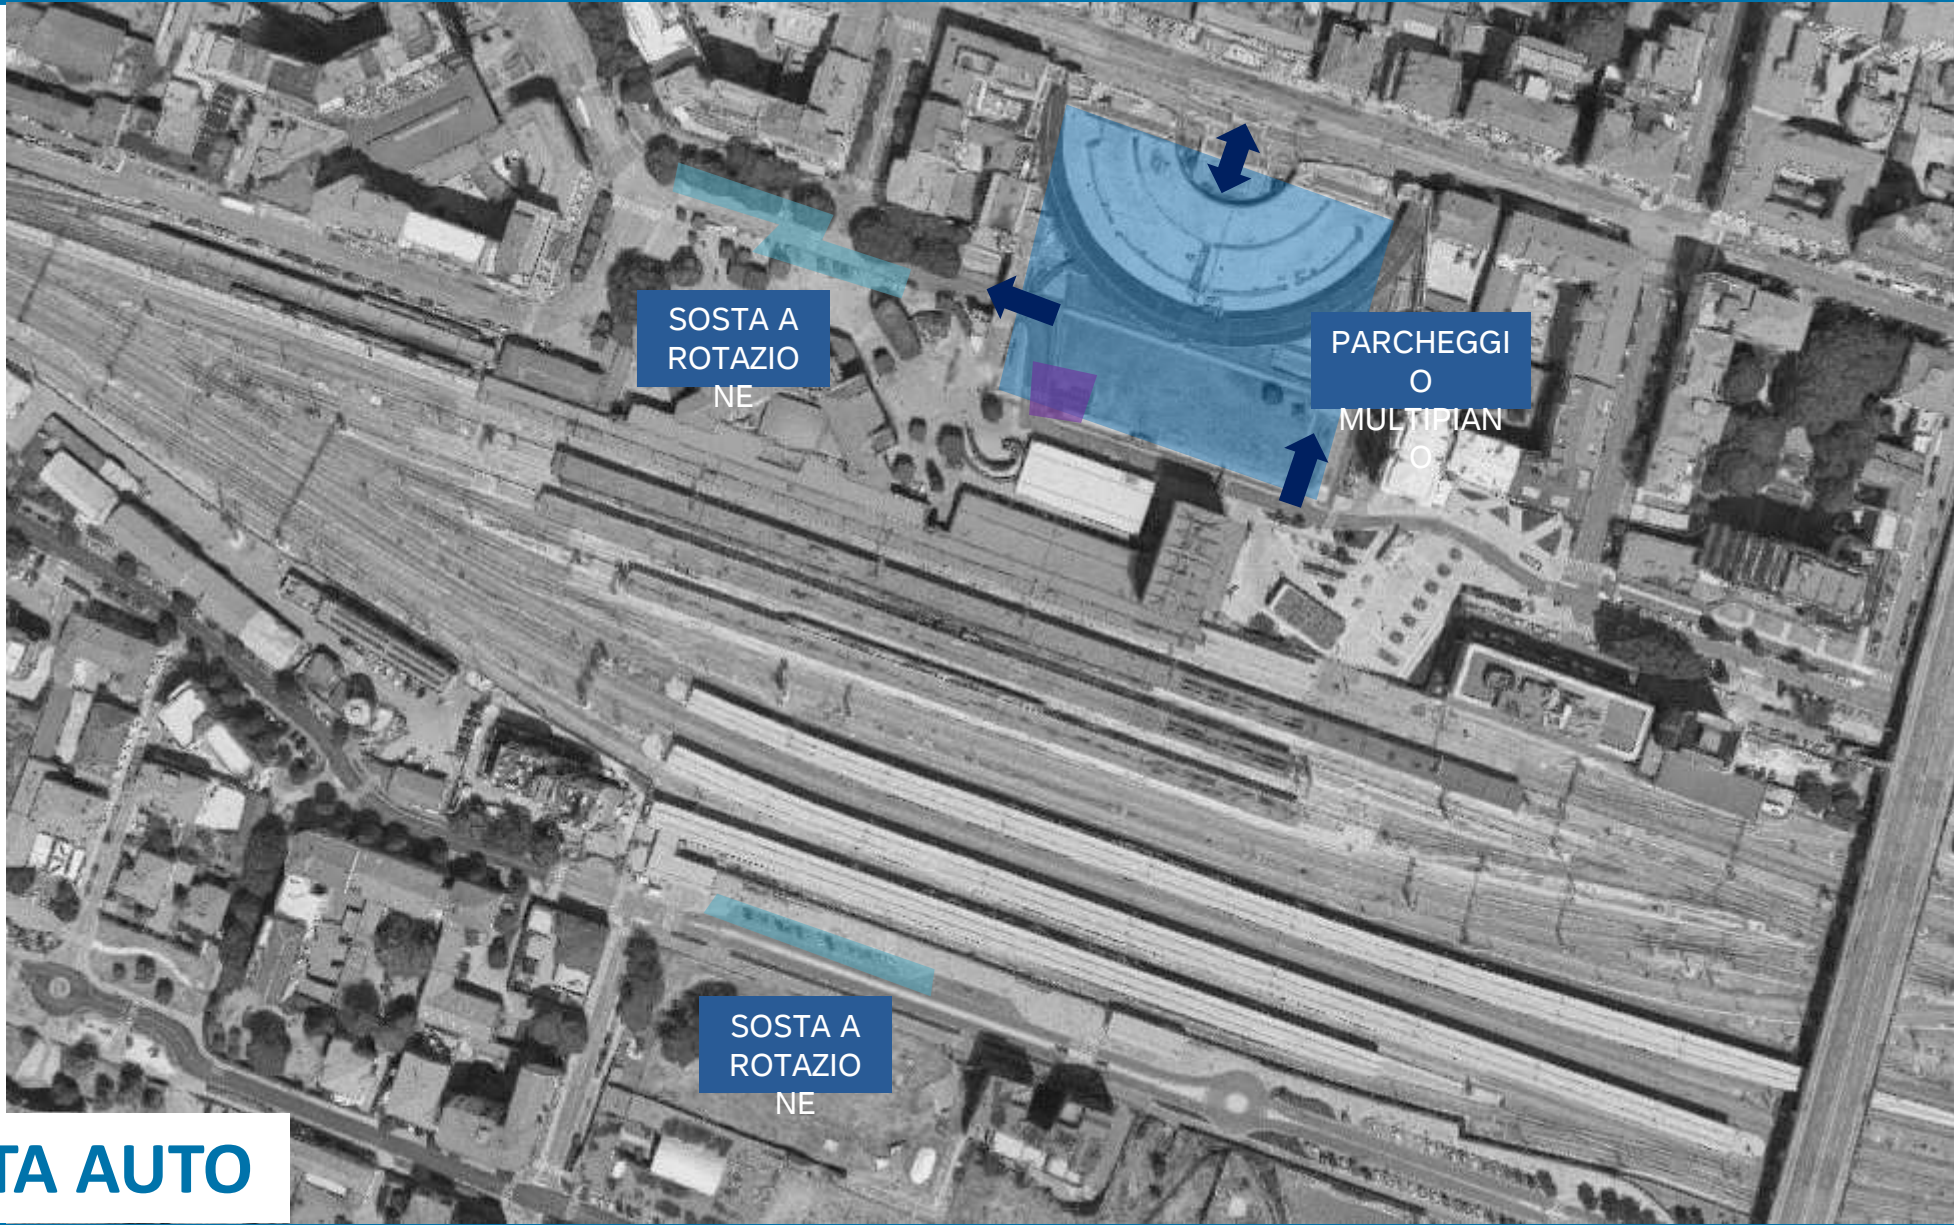 SOSTA A
ROTAZIO
NE
PARCHEGGI
O
MULTIPIAN
O
SOSTA A
ROTAZIO
NE
TA AUTO